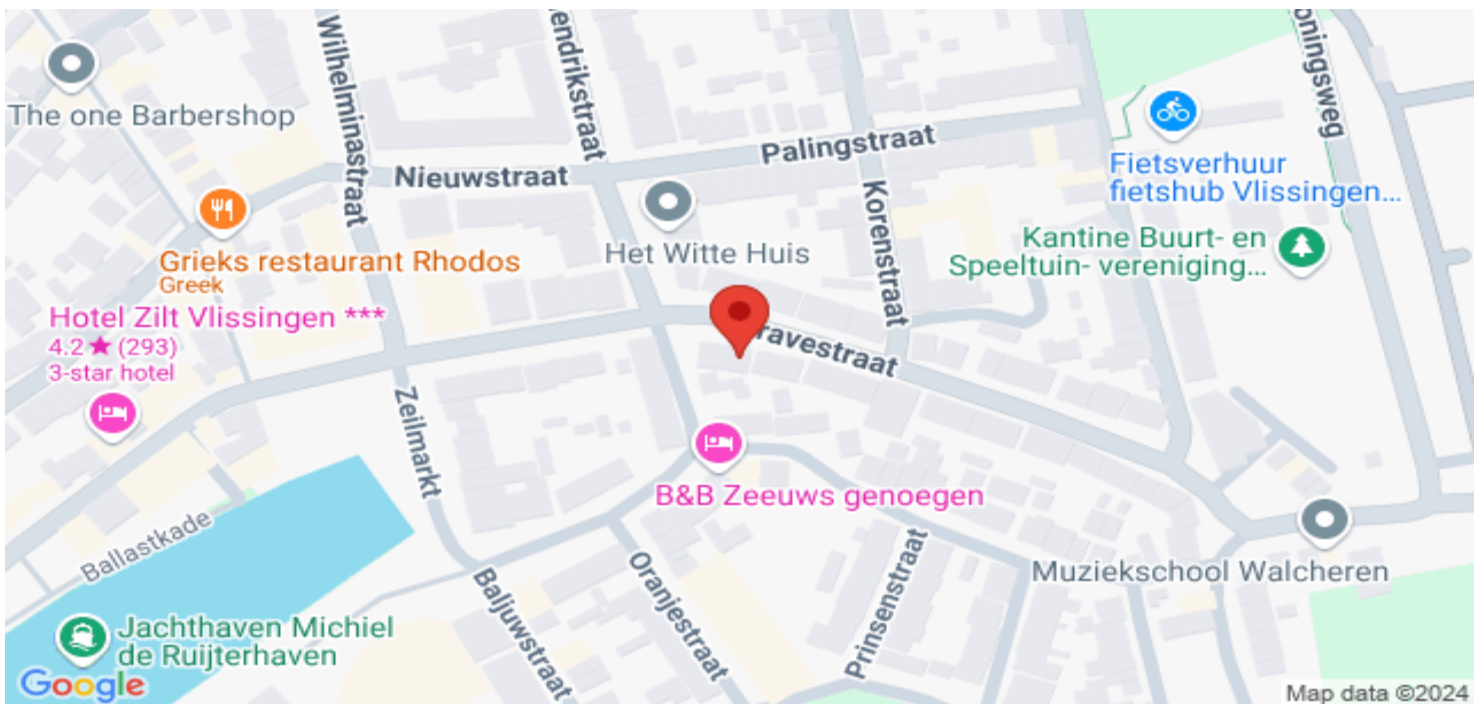 Wilhelminastraat
endrikstraat
oningsweg
The one Barbershop
Palingstraat
Nieuwstraat
Fietsverhuur
fietshub Vlissingen...
Korenstraat
Het Witte Huis
Kantine Buurt- en
Speeltuin- vereniging...
Grieks restaurant Rhodos
Greek
Hotel Zilt Vlissingen ***
4.2★ (293)
3-star hotel
ravestraat
Zeilmarkt
B&B Zeeuws genoegen
Ballastkade
Muziekschool Walcheren
Baljuwstraat
Oranjestraat
Prinsenstraat
Jachthaven Michiel
de Ruijterhaven
Google
Map data ©2024